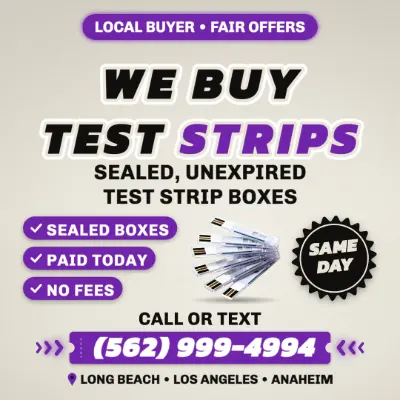 LOCAL BUYER • FAIR OFFERS
WE BUY
TEST STRIPS
SEALED, UNEXPIRED
TEST STRIP BOXES
SEALED BOXES
PAID TODAY
NO FEES
SAME
DAY
CALL OR TEXT
(562) 999-4994
LONG BEACH • LOS ANGELES • ANAHEIM